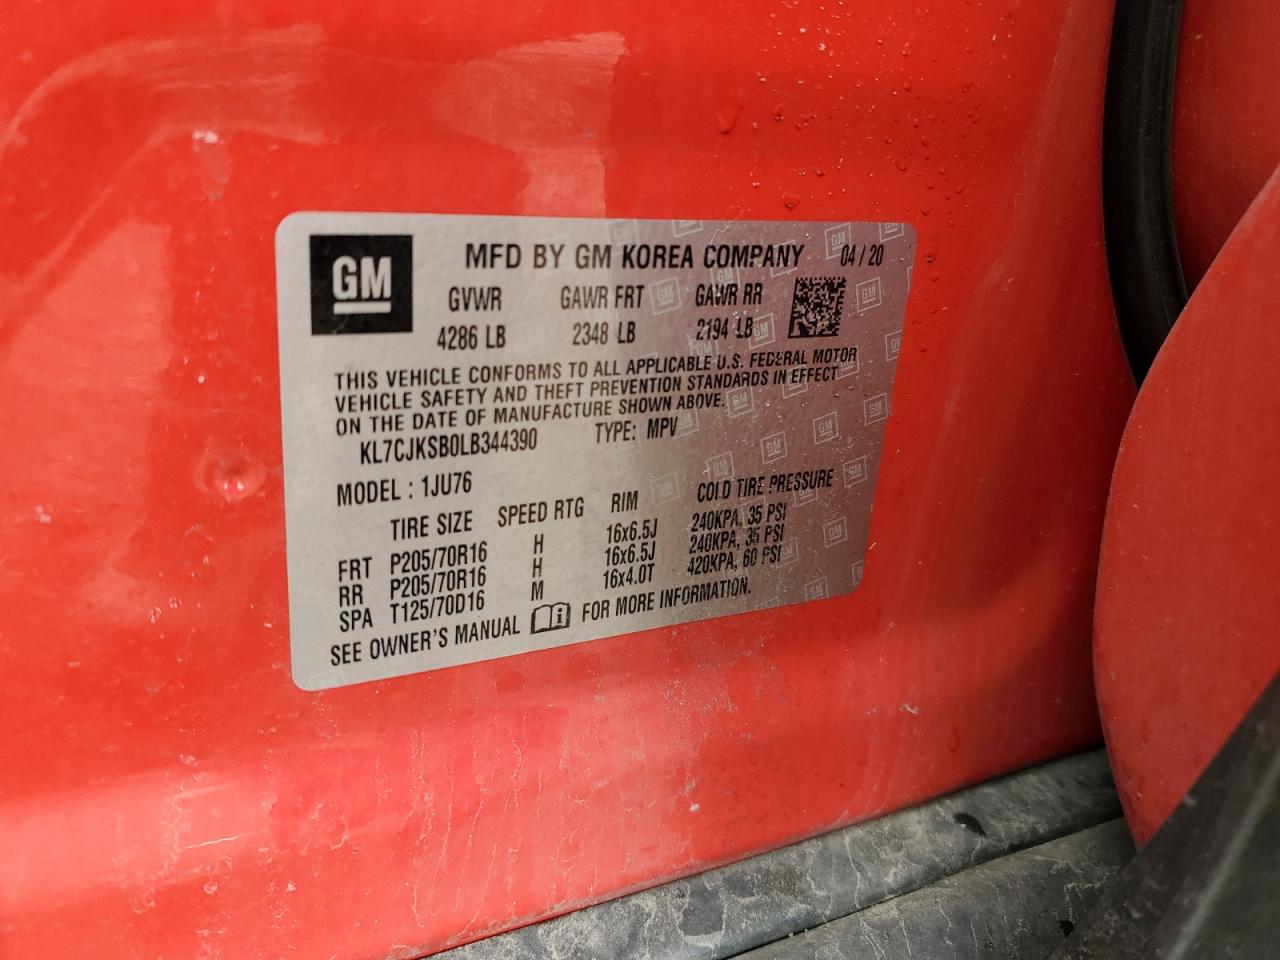 GM
MFD BY GM KOREA COMPANY 04/20
GVWR GAWR FRT GAWR RR
4286 LB 2348 LB 2194 LB
THIS VEHICLE CONFORMS TO ALL APPLICABLE U.S. FEDERAL MOTOR
VEHICLE SAFETY AND THEFT PREVENTION STANDARDS IN EFFECT
ON THE DATE OF MANUFACTURE SHOWN ABOVE.
KL7CJKSB0LB344390 TYPE: MPV
MODEL : 1JU76
TIRE SIZE SPEED RTG RIM COLD TIRE PRESSURE
FRT P205/70R16 H 16x6.5J 240KPA, 35 PSI
RR P205/70R16 H 16x6.5J 240KPA, 35 PSI
SPA T125/70D16 M 16x4.0T 420KPA, 60 PSI
SEE OWNER'S MANUAL FOR MORE INFORMATION.